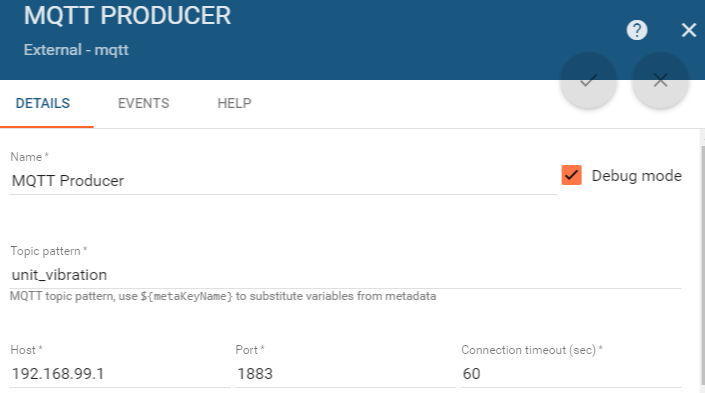 MQTT PRODUCER
External - mqtt
DETAILS EVENTS HELP
Name *
MQTT Producer
Debug mode
Topic pattern *
unit_vibration
MQTT topic pattern, use ${metaKeyName} to substitute variables from metadata
Host * Port * Connection timeout (sec) *
192.168.99.1 1883 60